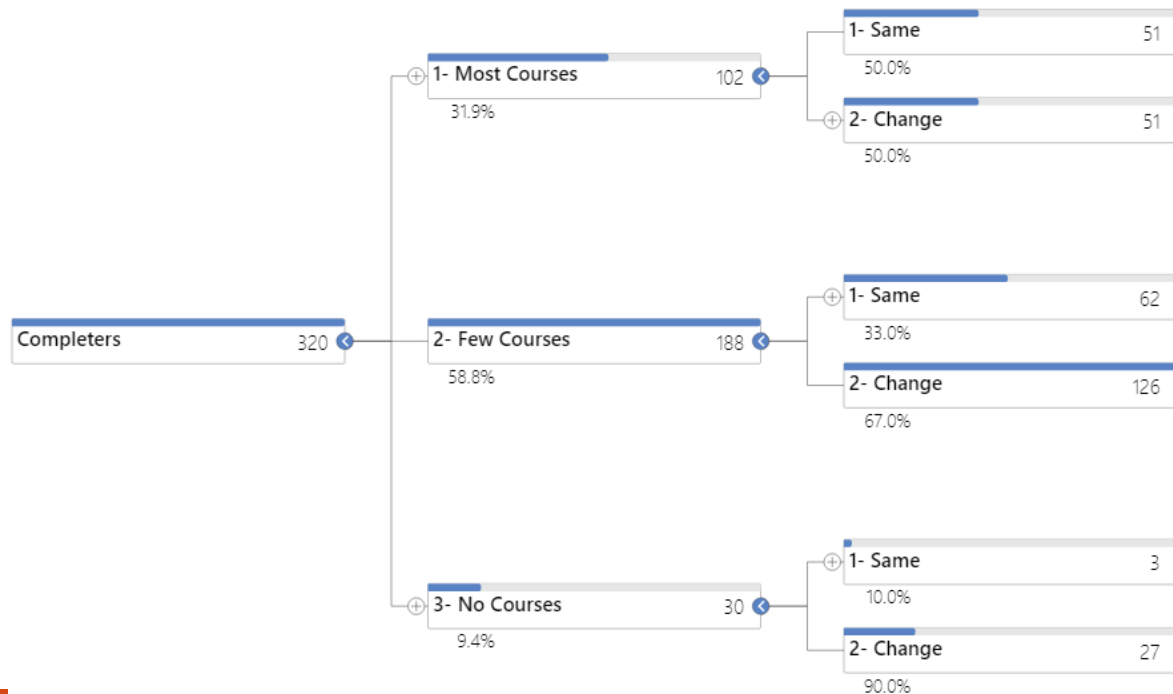 Completers 320
1- Most Courses 102
31.9%
1- Same 51
50.0%
2- Change 51
50.0%
2- Few Courses 188
58.8%
1- Same 62
33.0%
2- Change 126
67.0%
3- No Courses 30
9.4%
1- Same 3
10.0%
2- Change 27
90.0%